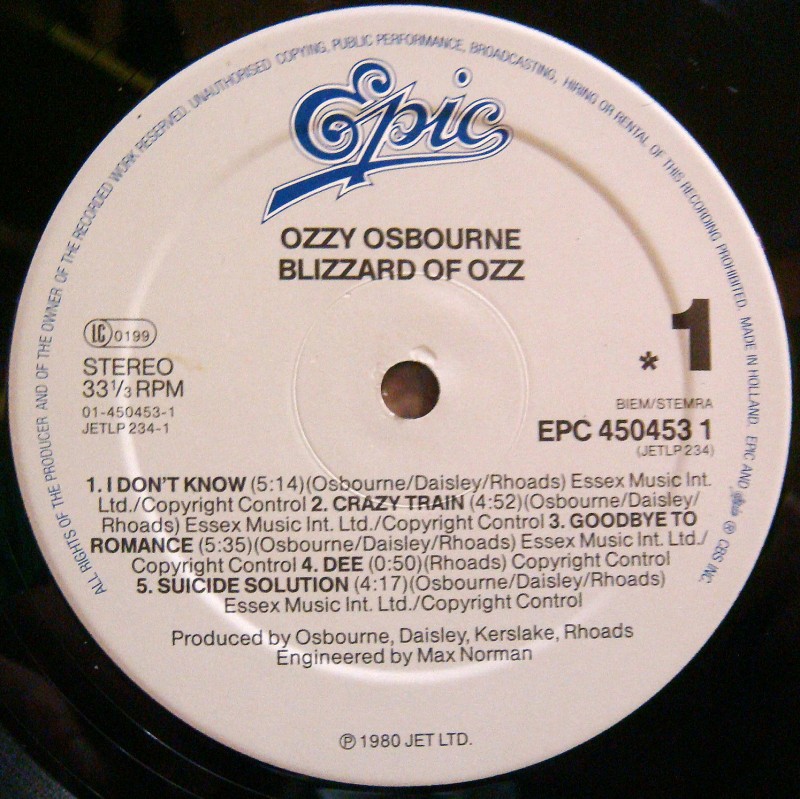 ALL RIGHTS OF THE PRODUCER AND OF THE OWNER OF THE RECORDED WORK RESERVED. UNAUTHORISED COPYING, PUBLIC PERFORMANCE, BROADCASTING, HIRING OR RENTAL OF THIS RECORDING PROHIBITED. MADE IN HOLLAND. EPIC AND ℗ CBS INC.
Epic
OZZY OSBOURNE
BLIZZARD OF OZZ
LC 0199
STEREO
33 1/3 RPM
01-450453-1
JETLP 234-1
* 1
BIEM/STEMRA
EPC 450453 1
(JETLP 234)
1. I DON'T KNOW (5:14)(Osbourne/Daisley/Rhoads) Essex Music Int.
Ltd./Copyright Control 2. CRAZY TRAIN (4:52)(Osbourne/Daisley/
Rhoads) Essex Music Int. Ltd./Copyright Control 3. GOODBYE TO
ROMANCE (5:35)(Osbourne/Daisley/Rhoads) Essex Music Int. Ltd./
Copyright Control 4. DEE (0:50)(Rhoads) Copyright Control
5. SUICIDE SOLUTION (4:17)(Osbourne/Daisley/Rhoads)
Essex Music Int. Ltd./Copyright Control
Produced by Osbourne, Daisley, Kerslake, Rhoads
Engineered by Max Norman
℗ 1980 JET LTD.